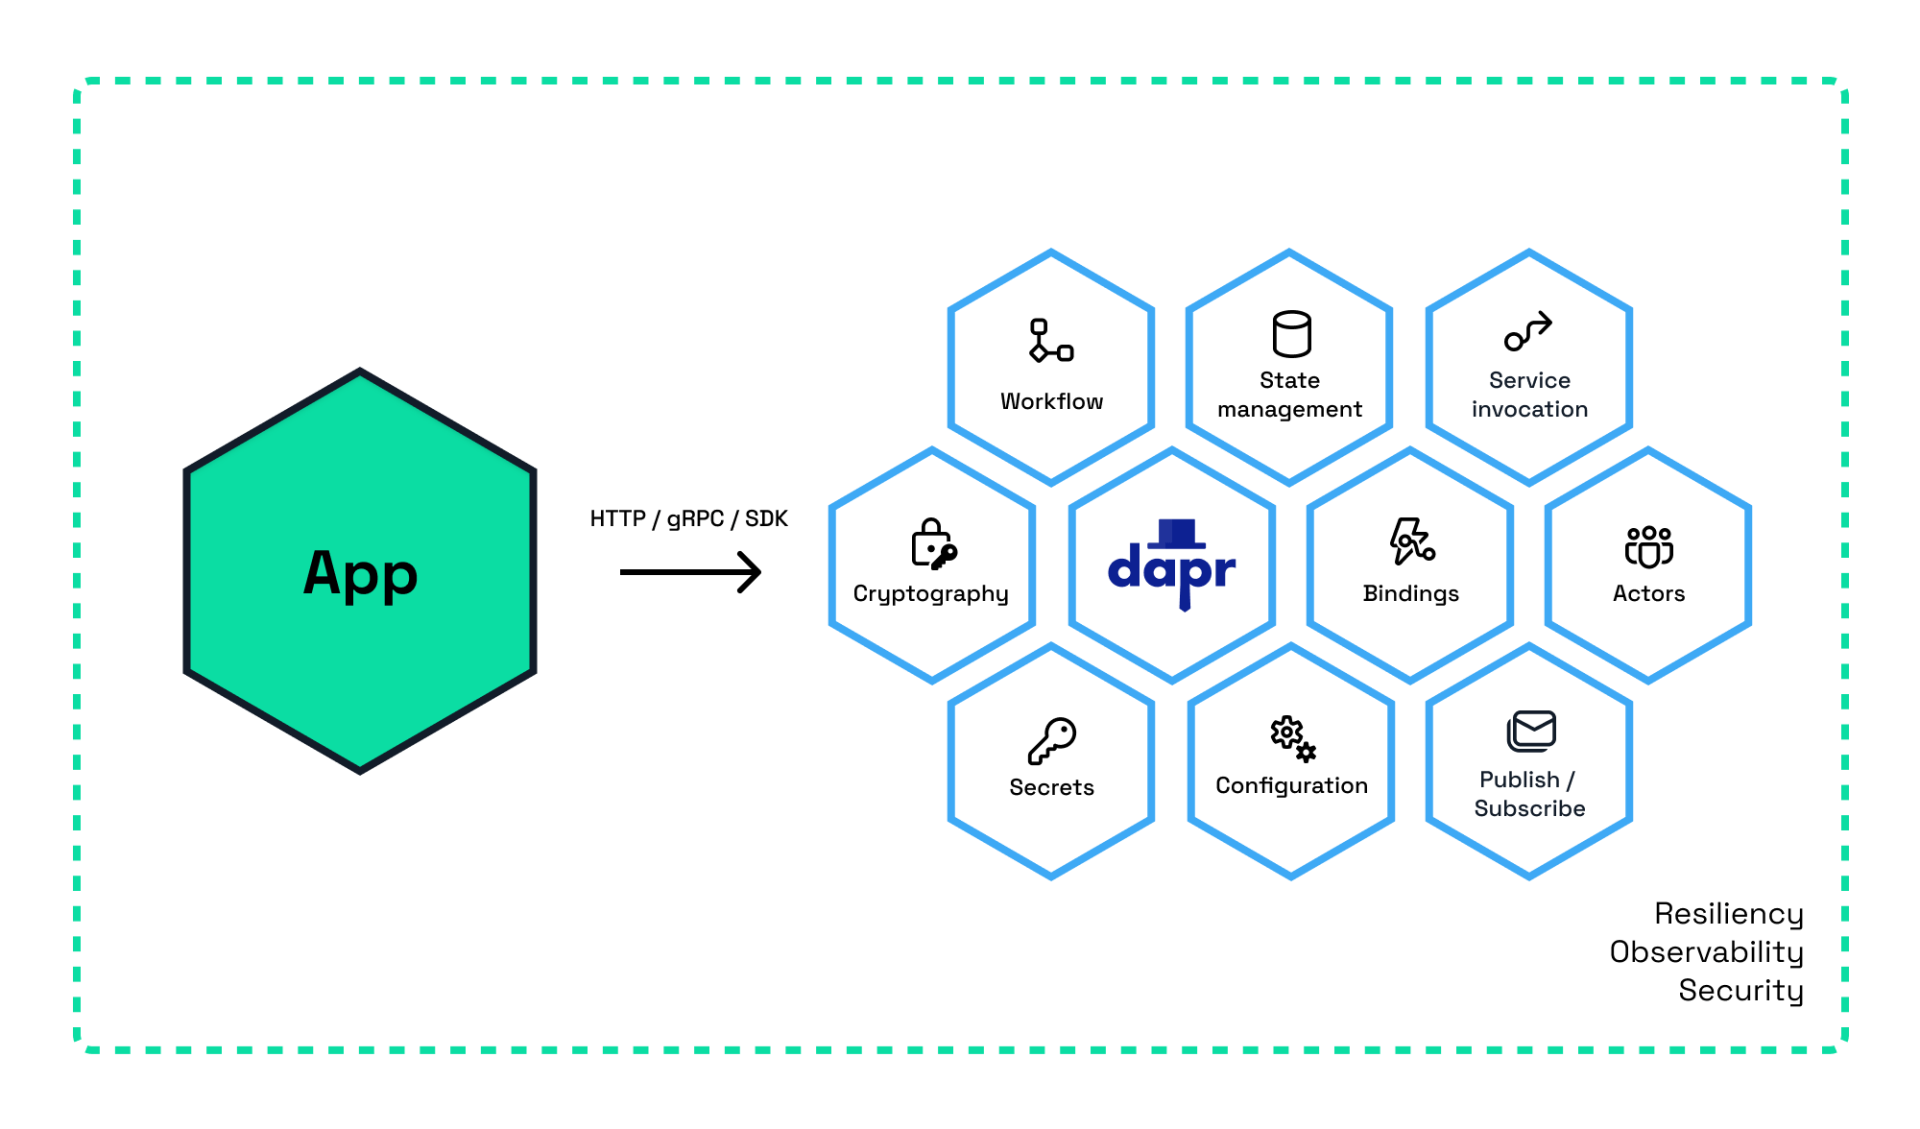 App
HTTP / gRPC / SDK
Workflow
State
management
Service
invocation
Cryptography
dapr
Bindings
Actors
Secrets
Configuration
Publish /
Subscribe
Resiliency
Observability
Security